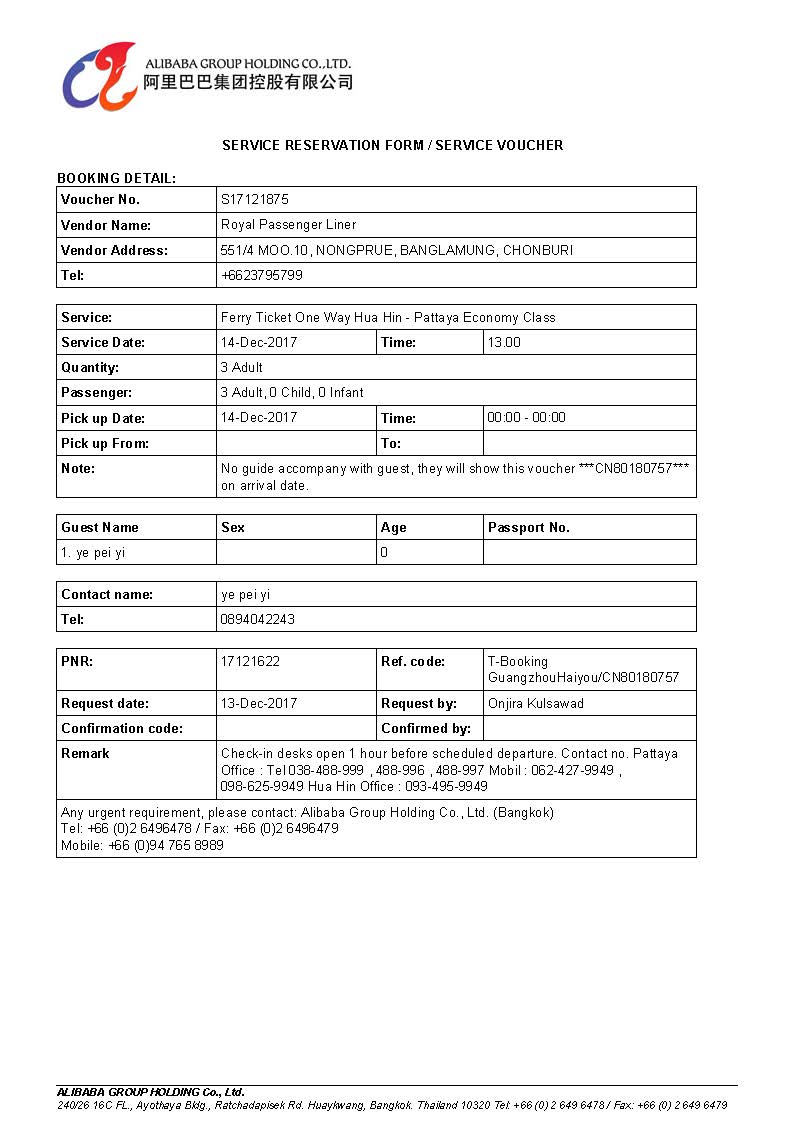 ALIBABA GROUP HOLDING CO.,LTD.
阿里巴巴集团控股有限公司
SERVICE RESERVATION FORM / SERVICE VOUCHER
BOOKING DETAIL:
Voucher No. S17121875
Vendor Name: Royal Passenger Liner
Vendor Address: 551/4 MOO.10, NONGPRUE, BANGLAMUNG, CHONBURI
Tel: +6623795799
Service: Ferry Ticket One Way Hua Hin - Pattaya Economy Class
Service Date: 14-Dec-2017 Time: 13.00
Quantity: 3 Adult
Passenger: 3 Adult, 0 Child, 0 Infant
Pick up Date: 14-Dec-2017 Time: 00:00 - 00:00
Pick up From: To:
Note: No guide accompany with guest, they will show this voucher ***CN80180757***
on arrival date.
Guest Name Sex Age Passport No.
1. ye pei yi 0
Contact name: ye pei yi
Tel: 0894042243
PNR: 17121622 Ref. code: T-Booking
GuangzhouHaiyou/CN80180757
Request date: 13-Dec-2017 Request by: Onjira Kulsawad
Confirmation code: Confirmed by:
Remark Check-in desks open 1 hour before scheduled departure. Contact no. Pattaya
Office : Tel 038-488-999 , 488-996 , 488-997 Mobil : 062-427-9949 ,
098-625-9949 Hua Hin Office : 093-495-9949
Any urgent requirement, please contact: Alibaba Group Holding Co., Ltd. (Bangkok)
Tel: +66 (0)2 6496478 / Fax: +66 (0)2 6496479
Mobile: +66 (0)94 765 8989
ALIBABA GROUP HOLDING Co., Ltd.
240/26 16C FL., Ayothaya Bldg., Ratchadapisek Rd. Huaykwang, Bangkok. Thailand 10320 Tel: +66 (0) 2 649 6478 / Fax: +66 (0) 2 649 6479